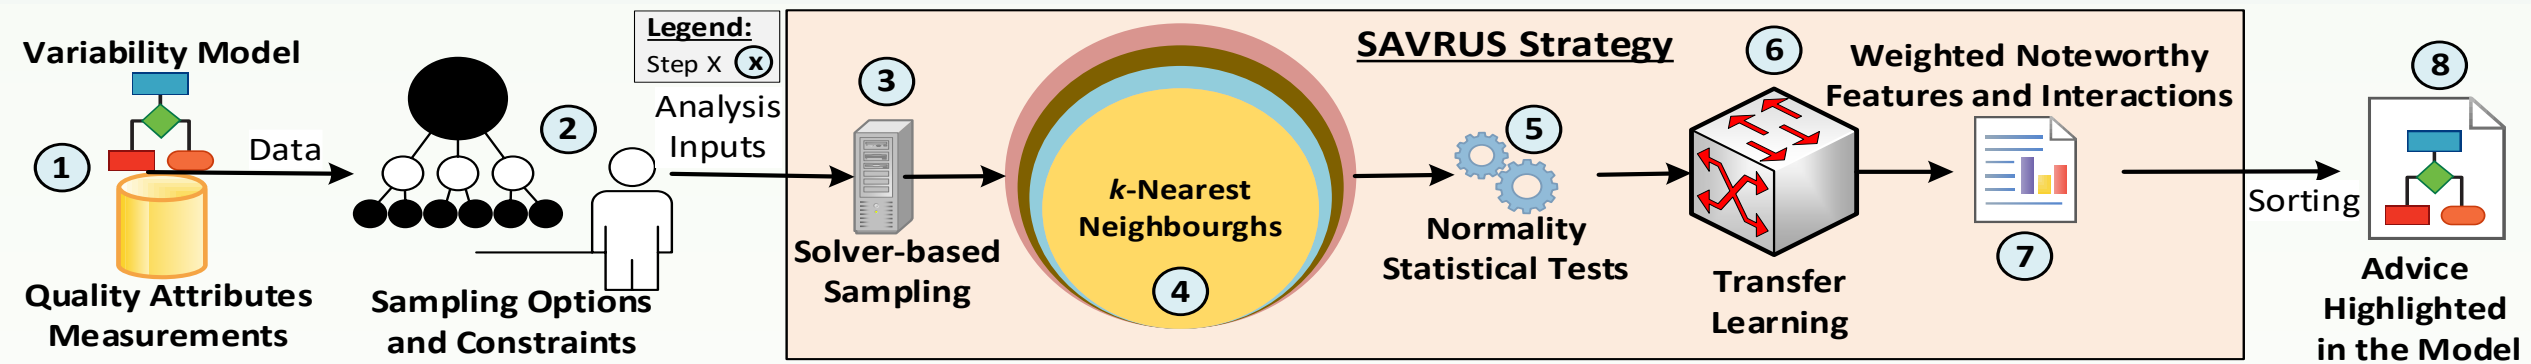 Variability Model
1
Quality Attributes
Measurements
Data
2
Sampling Options
and Constraints
Legend:
Step X x
Analysis
Inputs
SAVRUS Strategy
3
Solver-based
Sampling
k-Nearest
Neighbourghs
4
5
Normality
Statistical Tests
6
Transfer
Learning
Weighted Noteworthy
Features and Interactions
7
Sorting
8
Advice
Highlighted
in the Model